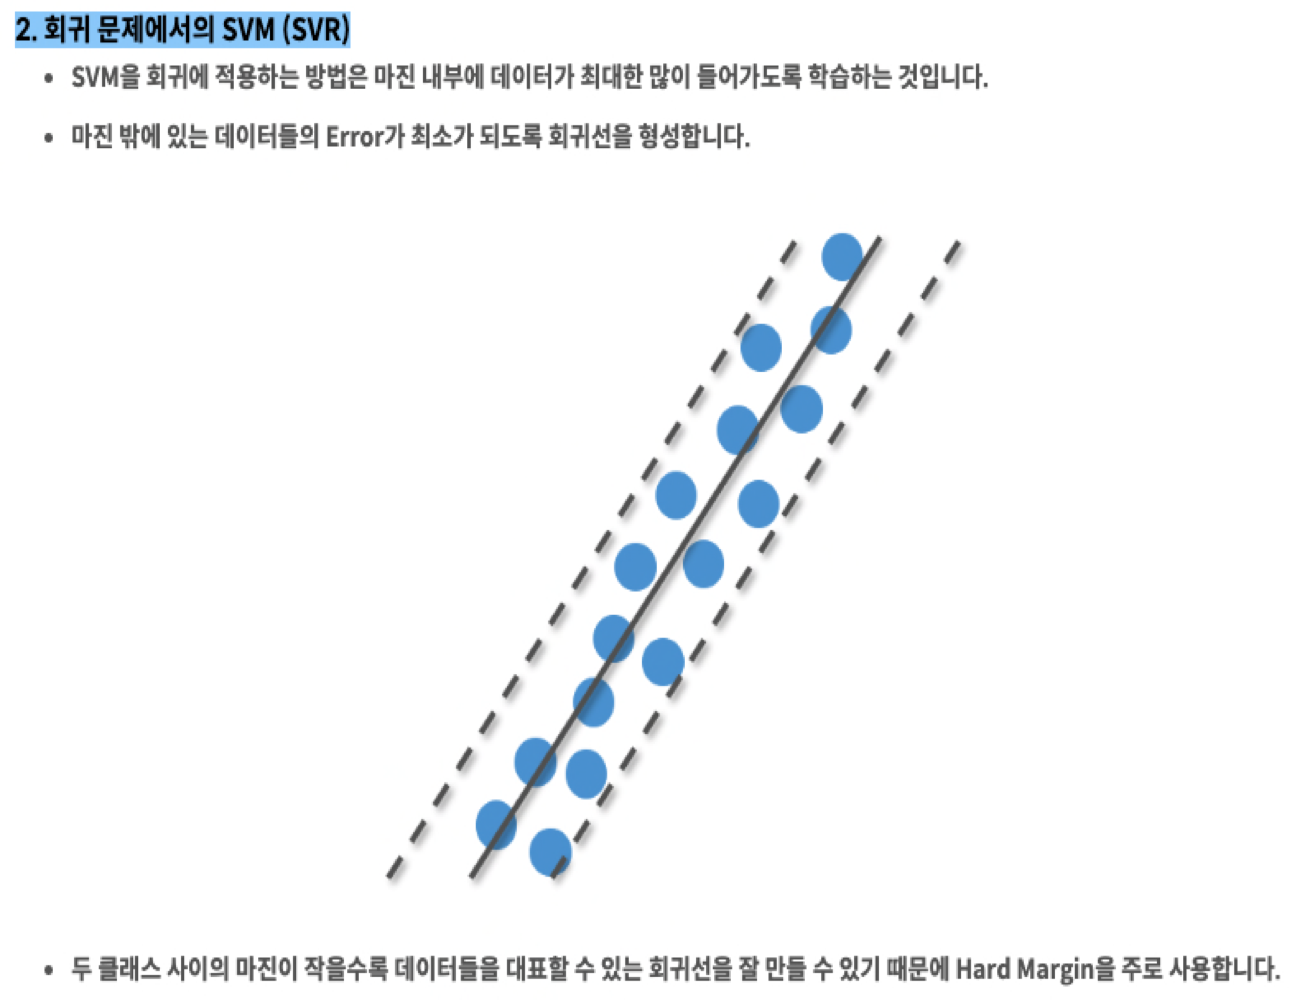 2. 회귀 문제에서의 SVM (SVR)
• SVM을 회귀에 적용하는 방법은 마진 내부에 데이터가 최대한 많이 들어가도록 학습하는 것입니다.
• 마진 밖에 있는 데이터들의 Error가 최소가 되도록 회귀선을 형성합니다.
• 두 클래스 사이의 마진이 작을수록 데이터들을 대표할 수 있는 회귀선을 잘 만들 수 있기 때문에 Hard Margin을 주로 사용합니다.